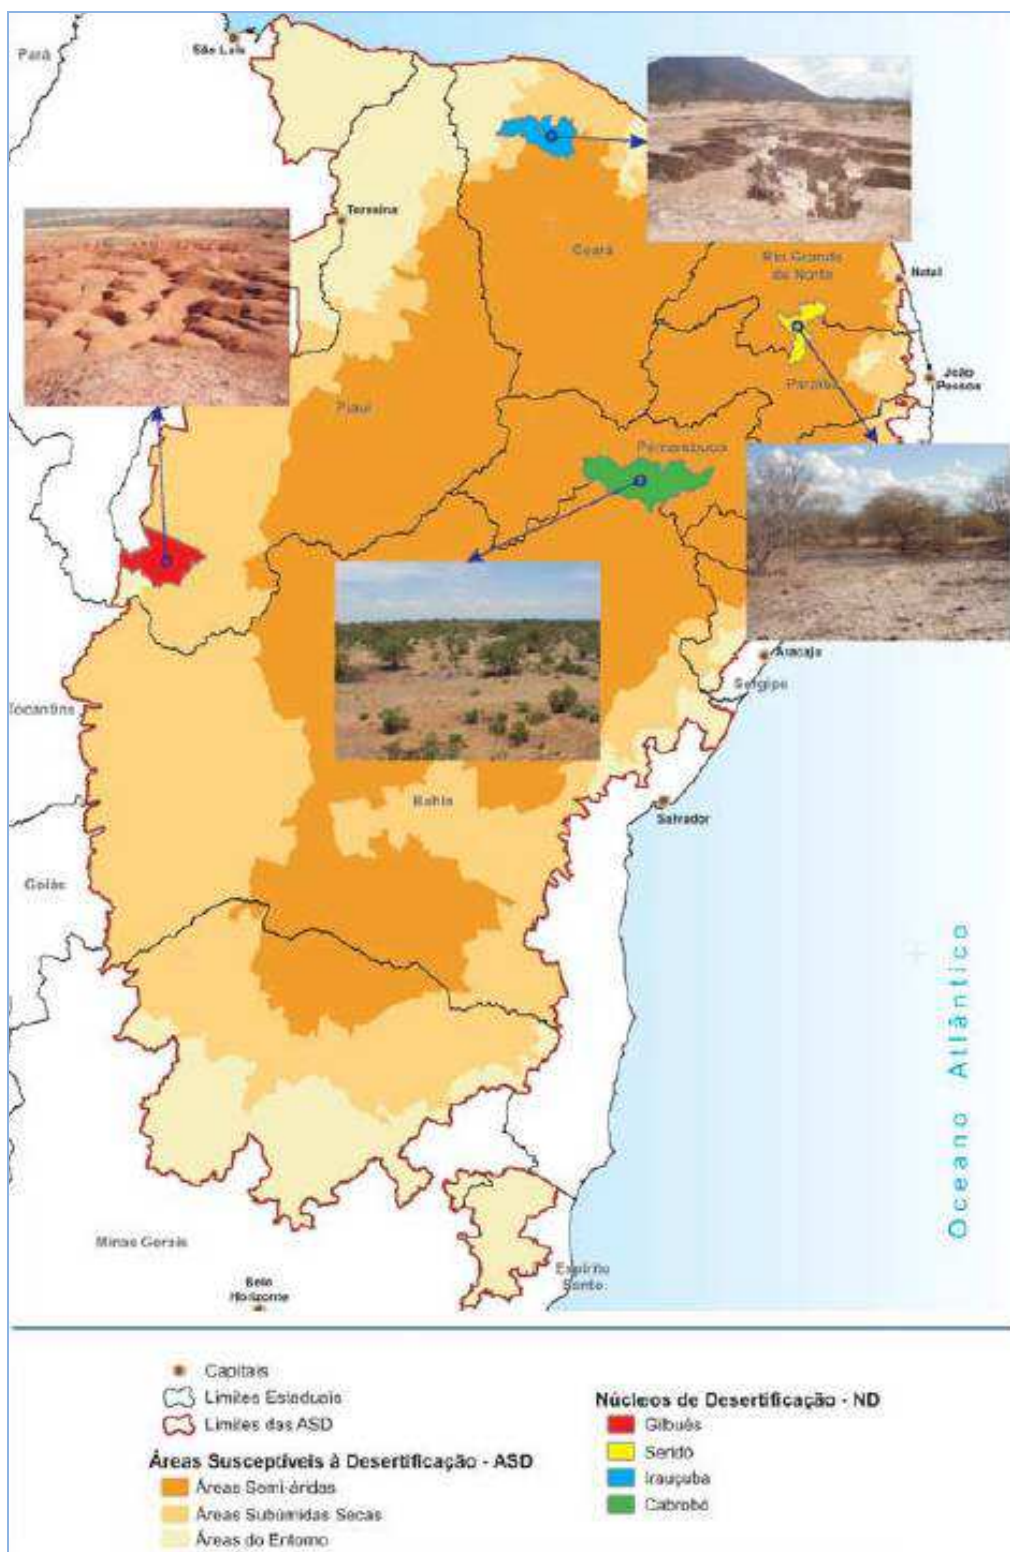 São Luís
Pará
Teresina
Ceará
Rio Grande
do Norte
Natal
João
Pessoa
Paraíba
Piauí
Pernambuco
Aracaju
Sergipe
Tocantins
Bahia
Salvador
Goiás
Oceano Atlântico
Minas Gerais
Belo
Horizonte
Espírito
Santo
Capitais
Limites Estaduais
Limites das ASD
Áreas Susceptíveis à Desertificação - ASD
Áreas Semi-áridas
Áreas Subúmidas Secas
Áreas do Entorno
Núcleos de Desertificação - ND
Gilbués
Seridó
Irauçuba
Cabrobó